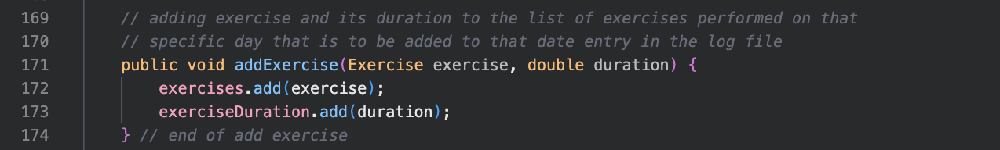 169 // adding exercise and its duration to the list of exercises performed on that
170 // specific day that is to be added to that date entry in the log file
171 public void addExercise(Exercise exercise, double duration) {
172 exercises.add(exercise);
173 exerciseDuration.add(duration);
174 } // end of add exercise